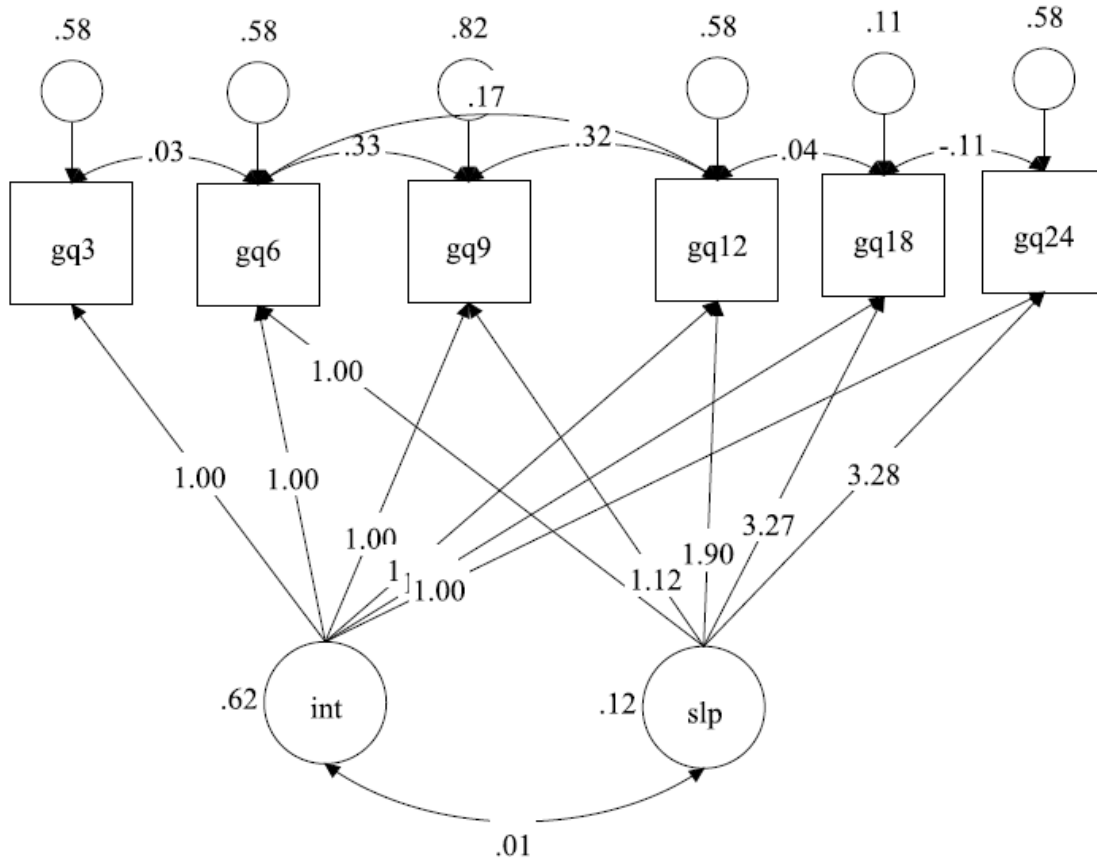 .58 .58 .82 .58 .11 .58
.17
.03 .33 .32 .04 -.11
gq3 gq6 gq9 gq12 gq18 gq24
1.00
1.00 1.00 3.28
3.27
1.00 1.90
1.00 1.12
.62 int .12 slp
.01